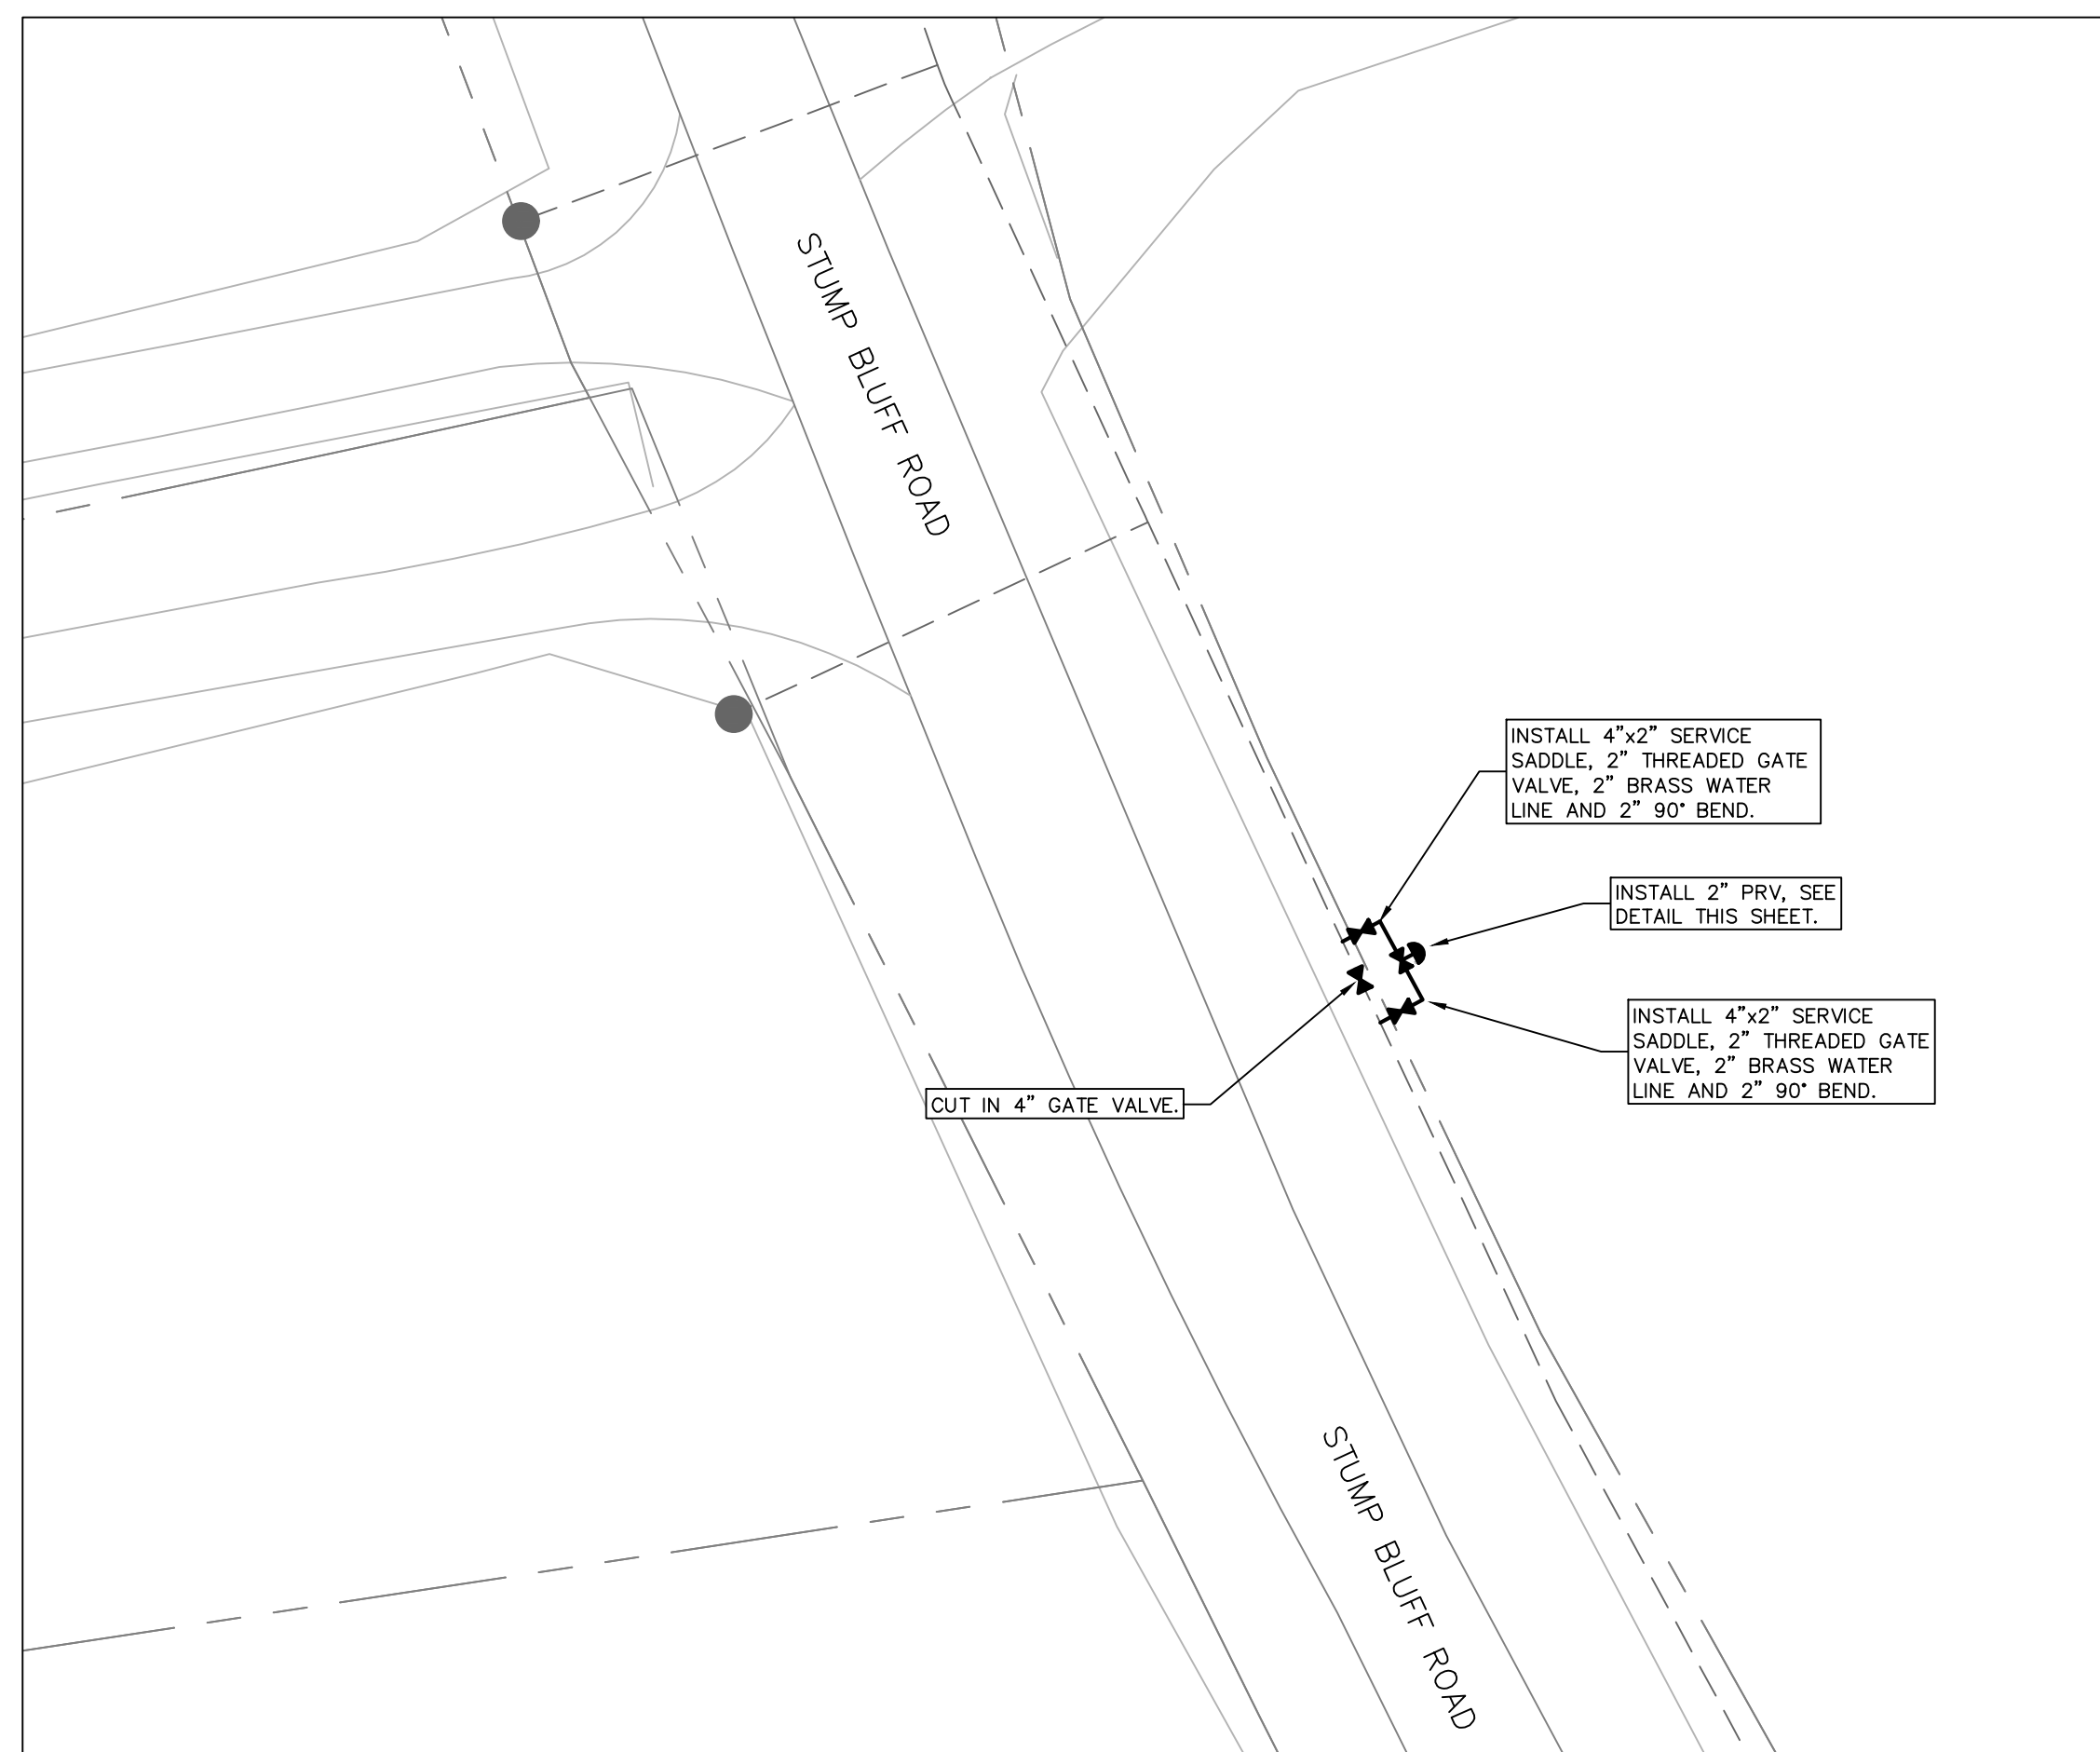 STUMP BLUFF ROAD
INSTALL 4”x2” SERVICE
SADDLE, 2” THREADED GATE
VALVE, 2” BRASS WATER
LINE AND 2” 90° BEND.
INSTALL 2” PRV, SEE
DETAIL THIS SHEET.
INSTALL 4”x2” SERVICE
SADDLE, 2” THREADED GATE
VALVE, 2” BRASS WATER
LINE AND 2” 90° BEND.
CUT IN 4” GATE VALVE.
STUMP BLUFF ROAD